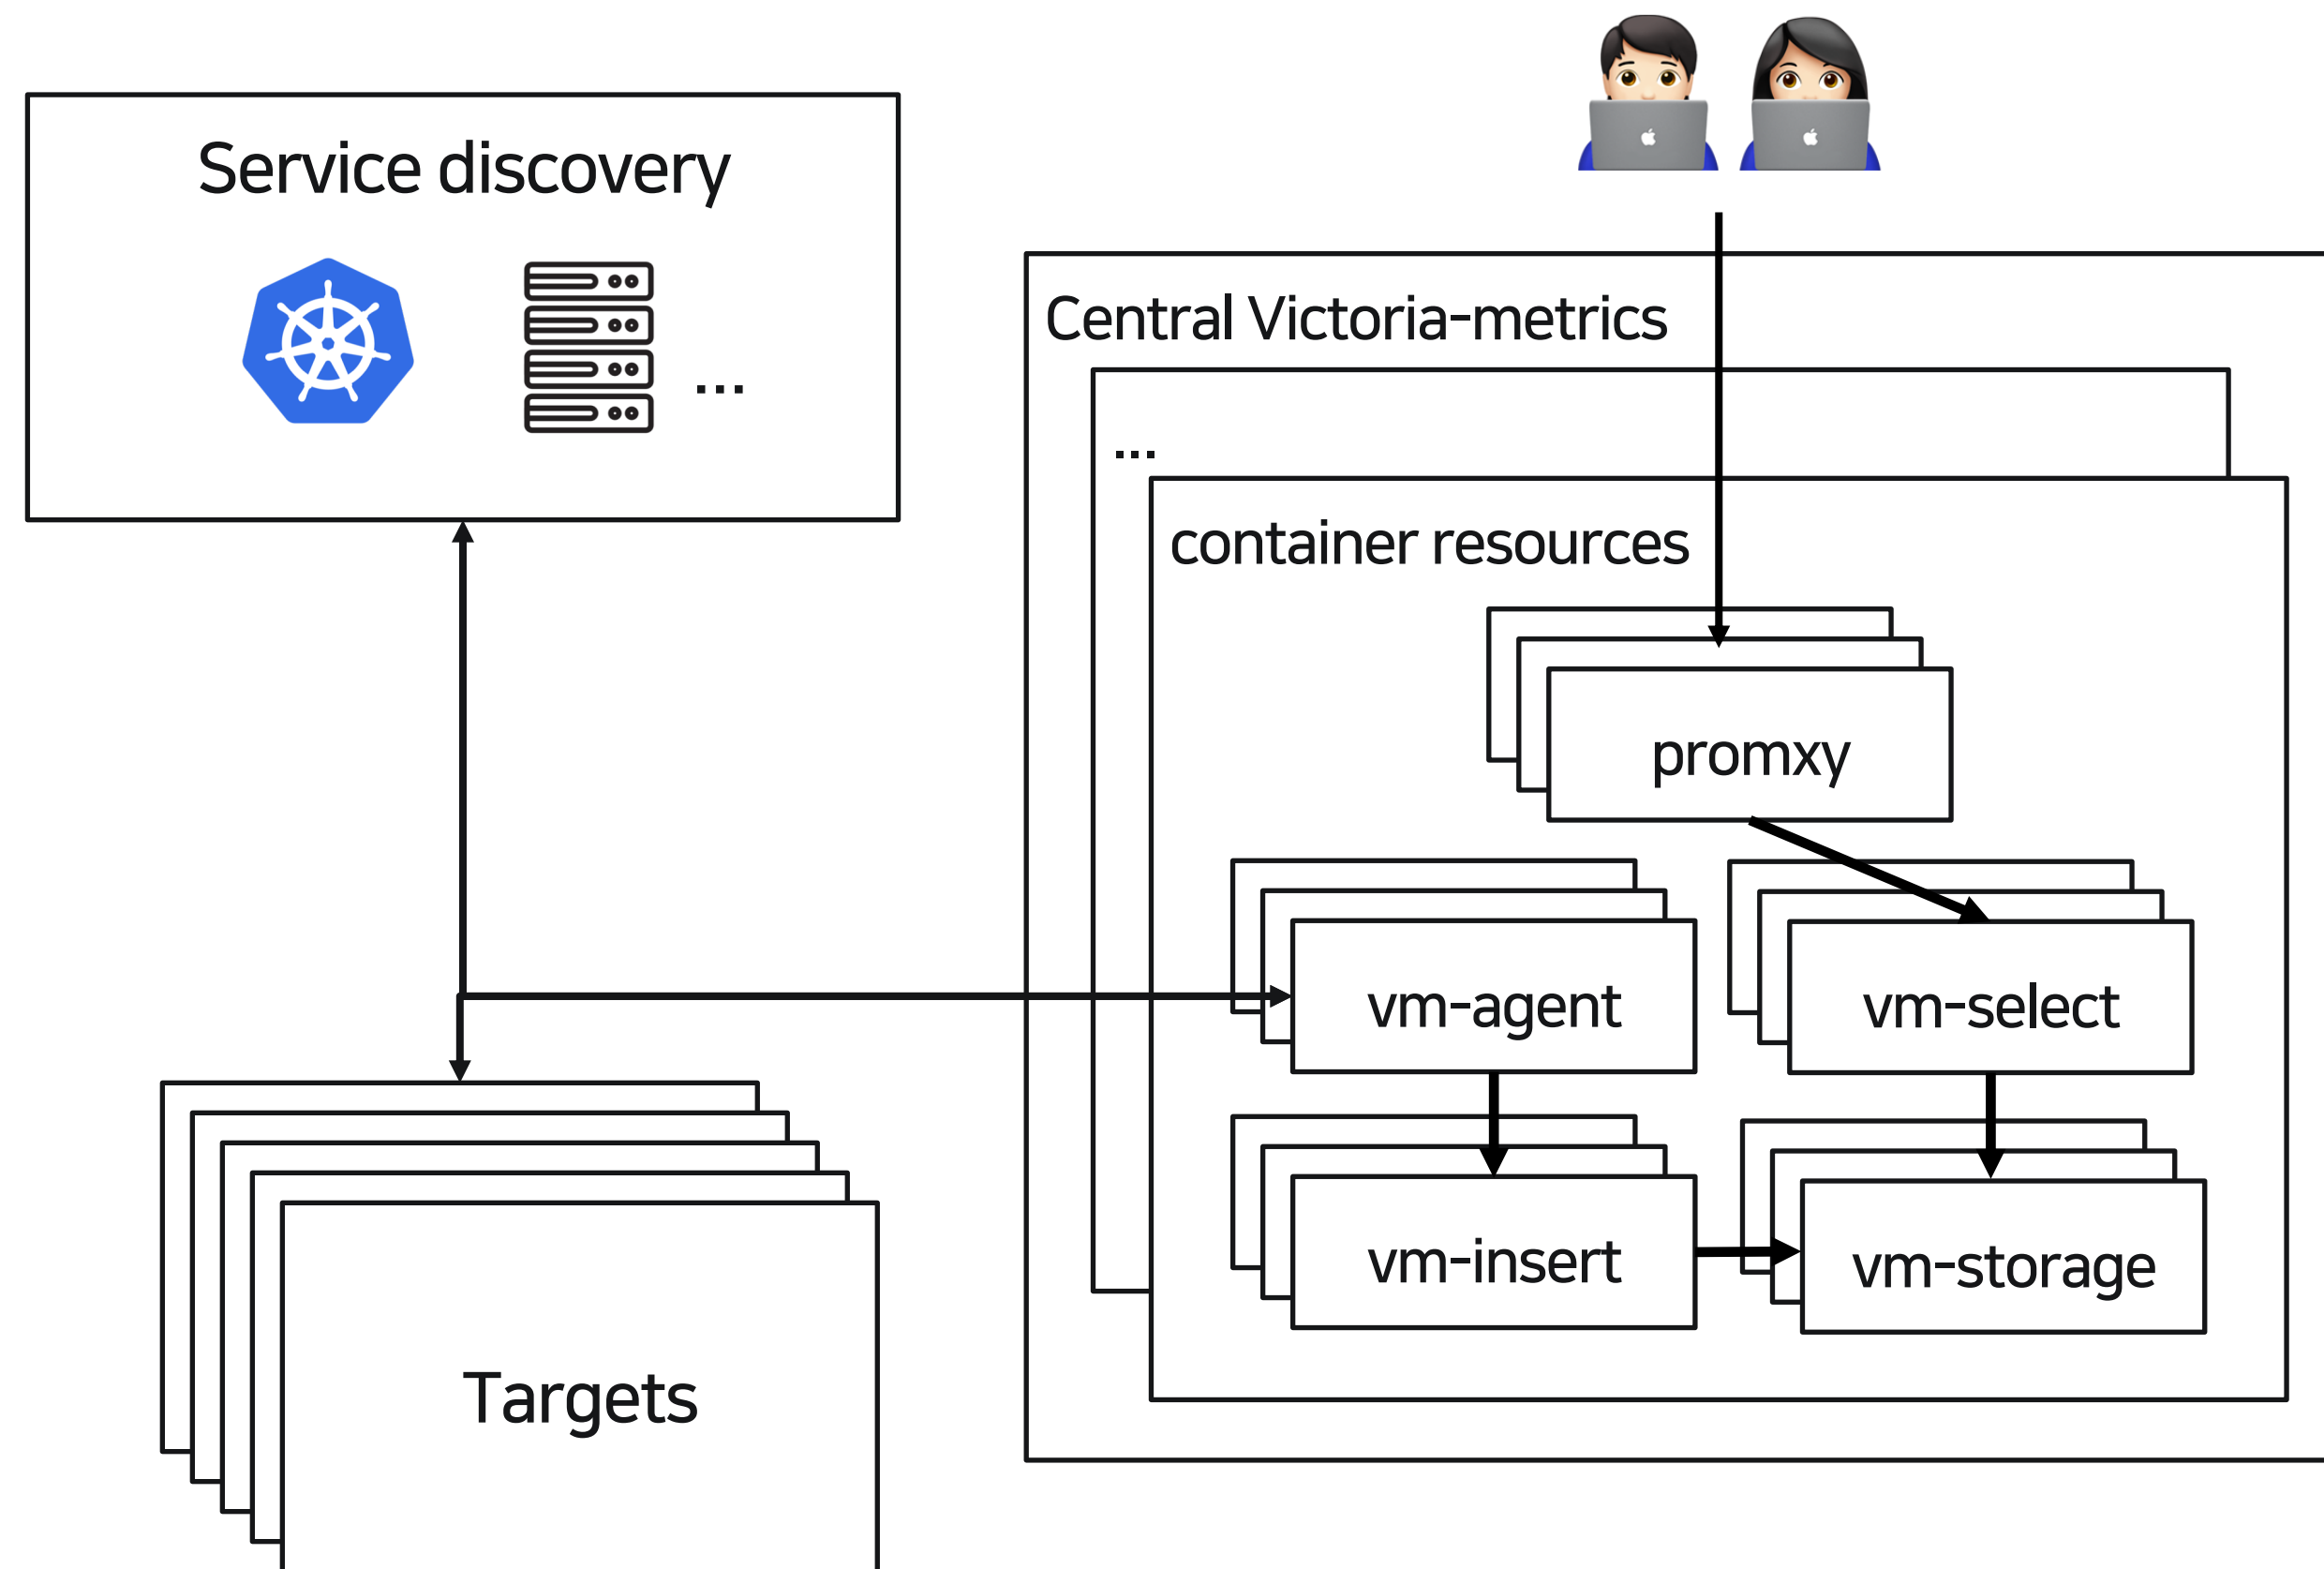 Service discovery
...
Central Victoria-metrics
...
container resources
promxy
vm-agent
vm-select
vm-insert
vm-storage
Targets